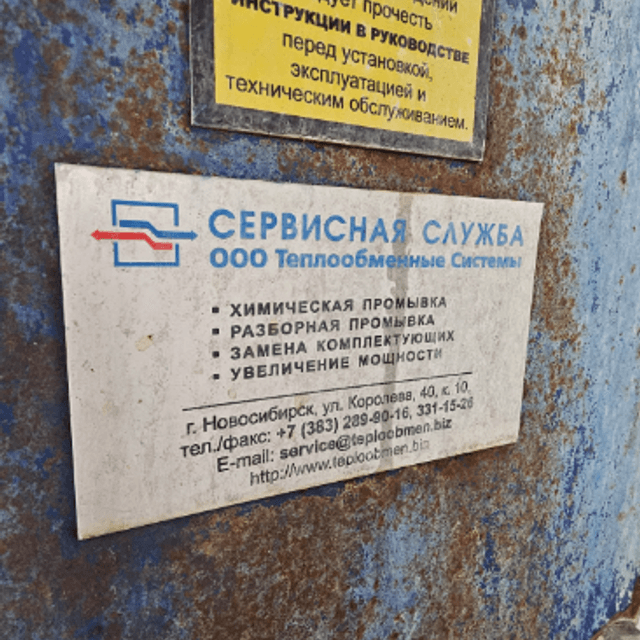 прочесть
ИНСТРУКЦИИ В РУКОВОДСТВЕ
перед установкой,
эксплуатацией и
техническим обслуживанием.
СЕРВИСНАЯ СЛУЖБА
ООО Теплообменные Системы
▪ ХИМИЧЕСКАЯ ПРОМЫВКА
▪ РАЗБОРНАЯ ПРОМЫВКА
▪ ЗАМЕНА КОМПЛЕКТУЮЩИХ
▪ УВЕЛИЧЕНИЕ МОЩНОСТИ
г. Новосибирск, ул. Королева, 40, к. 10,
тел./факс: +7 (383) 289-90-16, 331-15-26
E-mail: service@teploobmen.biz
http://www.teploobmen.biz